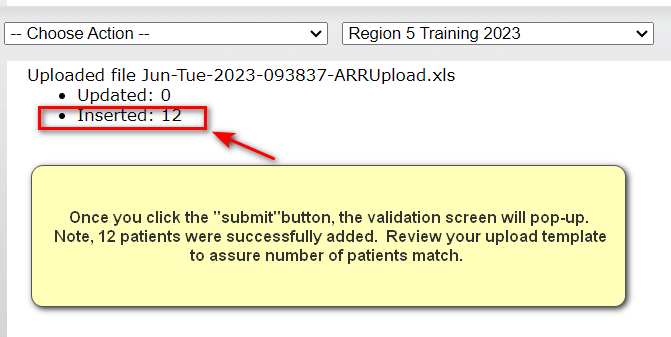 -- Choose Action --
Region 5 Training 2023
Uploaded file Jun-Tue-2023-093837-ARRUpload.xls
• Updated: 0
• Inserted: 12
Once you click the "submit"button, the validation screen will pop-up.
Note, 12 patients were successfully added.  Review your upload template
to assure number of patients match.